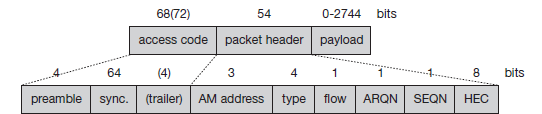 68(72) 54 0-2744 bits
access code packet header payload
4 64 (4) 3 4 1 1 1 8 bits
preamble sync. (trailer) AM address type flow ARQN SEQN HEC